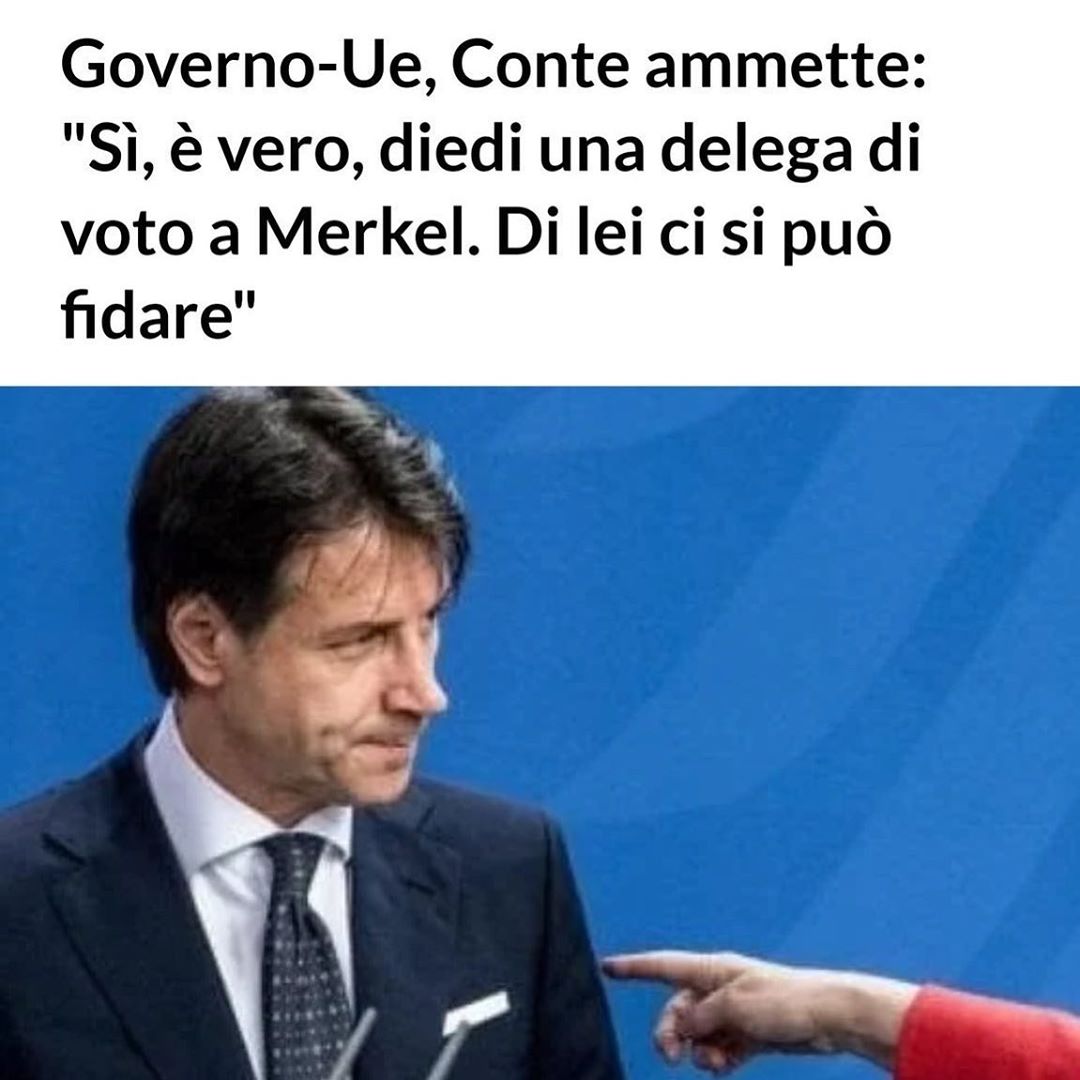 Governo-Ue, Conte ammette:
"Sì, è vero, diedi una delega di
voto a Merkel. Di lei ci si può
fidare"